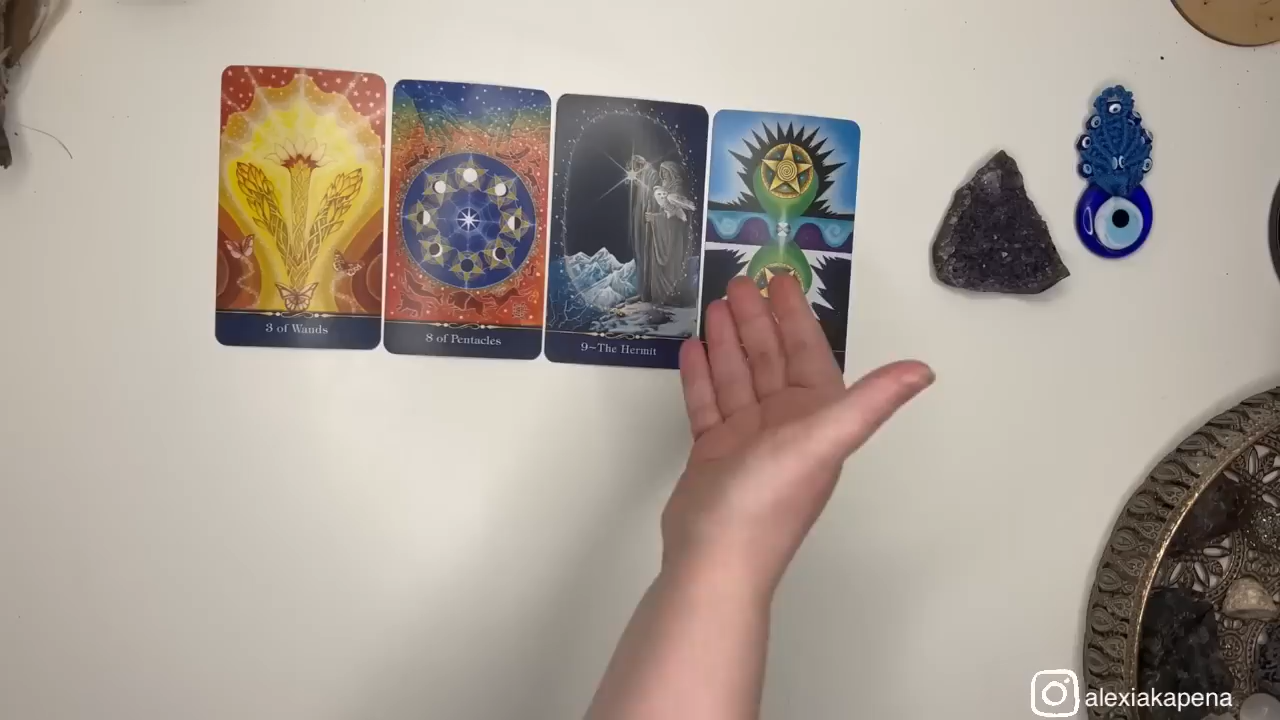 3 of Wands
8 of Pentacles
9~The Hermit
alexiakapena